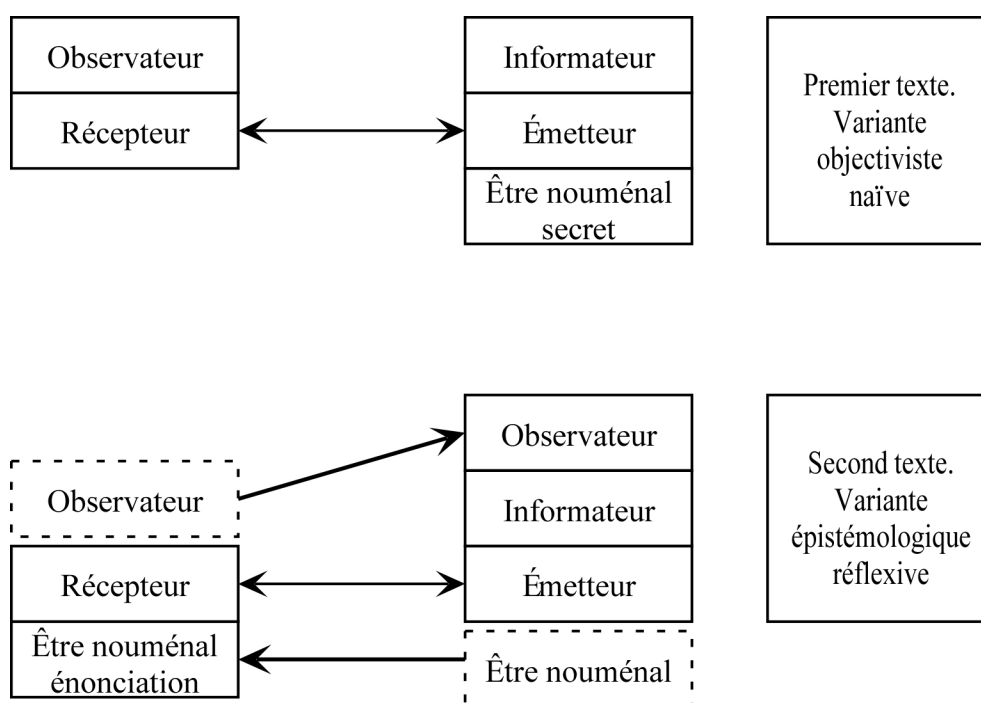 Observateur
Récepteur
Informateur
Émetteur
Être nouménal
secret
Premier texte.
Variante
objectiviste
naïve
Observateur
Récepteur
Être nouménal
énonciation
Observateur
Informateur
Émetteur
Être nouménal
Second texte.
Variante
épistémologique
réflexive